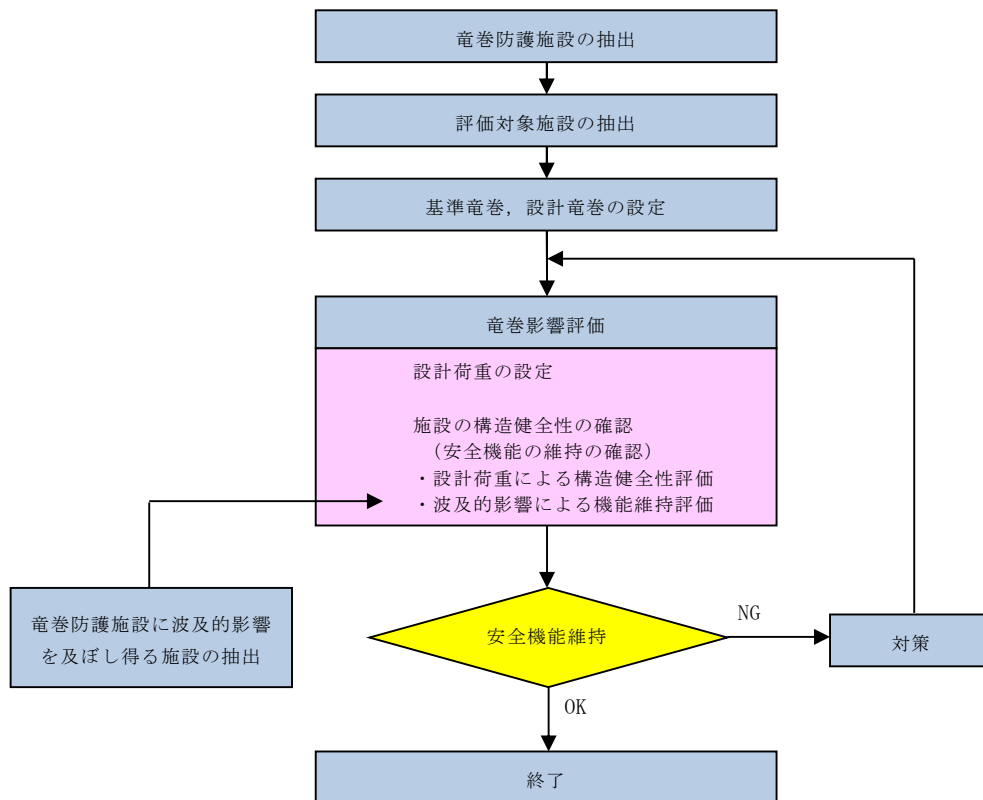 竜巻防護施設の抽出
評価対象施設の抽出
基準竜巻，設計竜巻の設定
竜巻影響評価
設計荷重の設定
施設の構造健全性の確認
（安全機能の維持の確認）
・設計荷重による構造健全性評価
・波及的影響による機能維持評価
竜巻防護施設に波及的影響
を及ぼし得る施設の抽出
安全機能維持
NG
対策
OK
終了